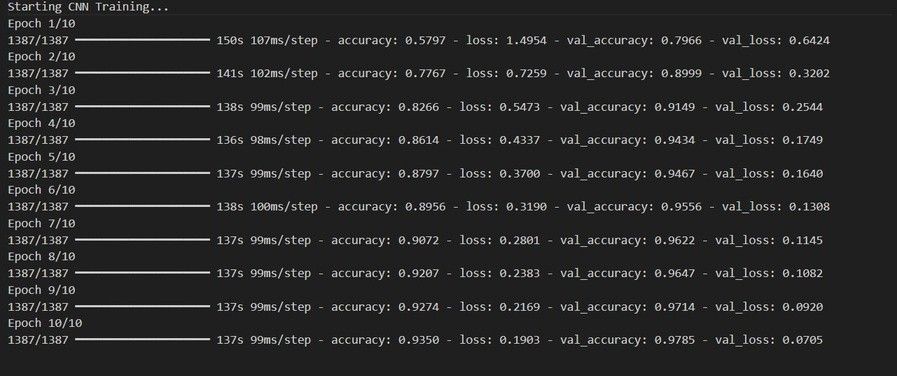 Starting CNN Training...
Epoch 1/10
1387/1387 ━━━━━━━━━━━━━━━━━━━━ 150s 107ms/step - accuracy: 0.5797 - loss: 1.4954 - val_accuracy: 0.7966 - val_loss: 0.6424
Epoch 2/10
1387/1387 ━━━━━━━━━━━━━━━━━━━━ 141s 102ms/step - accuracy: 0.7767 - loss: 0.7259 - val_accuracy: 0.8999 - val_loss: 0.3202
Epoch 3/10
1387/1387 ━━━━━━━━━━━━━━━━━━━━ 138s 99ms/step - accuracy: 0.8266 - loss: 0.5473 - val_accuracy: 0.9149 - val_loss: 0.2544
Epoch 4/10
1387/1387 ━━━━━━━━━━━━━━━━━━━━ 136s 98ms/step - accuracy: 0.8614 - loss: 0.4337 - val_accuracy: 0.9434 - val_loss: 0.1749
Epoch 5/10
1387/1387 ━━━━━━━━━━━━━━━━━━━━ 137s 99ms/step - accuracy: 0.8797 - loss: 0.3700 - val_accuracy: 0.9467 - val_loss: 0.1640
Epoch 6/10
1387/1387 ━━━━━━━━━━━━━━━━━━━━ 138s 100ms/step - accuracy: 0.8956 - loss: 0.3190 - val_accuracy: 0.9556 - val_loss: 0.1308
Epoch 7/10
1387/1387 ━━━━━━━━━━━━━━━━━━━━ 137s 99ms/step - accuracy: 0.9072 - loss: 0.2801 - val_accuracy: 0.9622 - val_loss: 0.1145
Epoch 8/10
1387/1387 ━━━━━━━━━━━━━━━━━━━━ 137s 99ms/step - accuracy: 0.9207 - loss: 0.2383 - val_accuracy: 0.9647 - val_loss: 0.1082
Epoch 9/10
1387/1387 ━━━━━━━━━━━━━━━━━━━━ 137s 99ms/step - accuracy: 0.9274 - loss: 0.2169 - val_accuracy: 0.9714 - val_loss: 0.0920
Epoch 10/10
1387/1387 ━━━━━━━━━━━━━━━━━━━━ 137s 99ms/step - accuracy: 0.9350 - loss: 0.1903 - val_accuracy: 0.9785 - val_loss: 0.0705